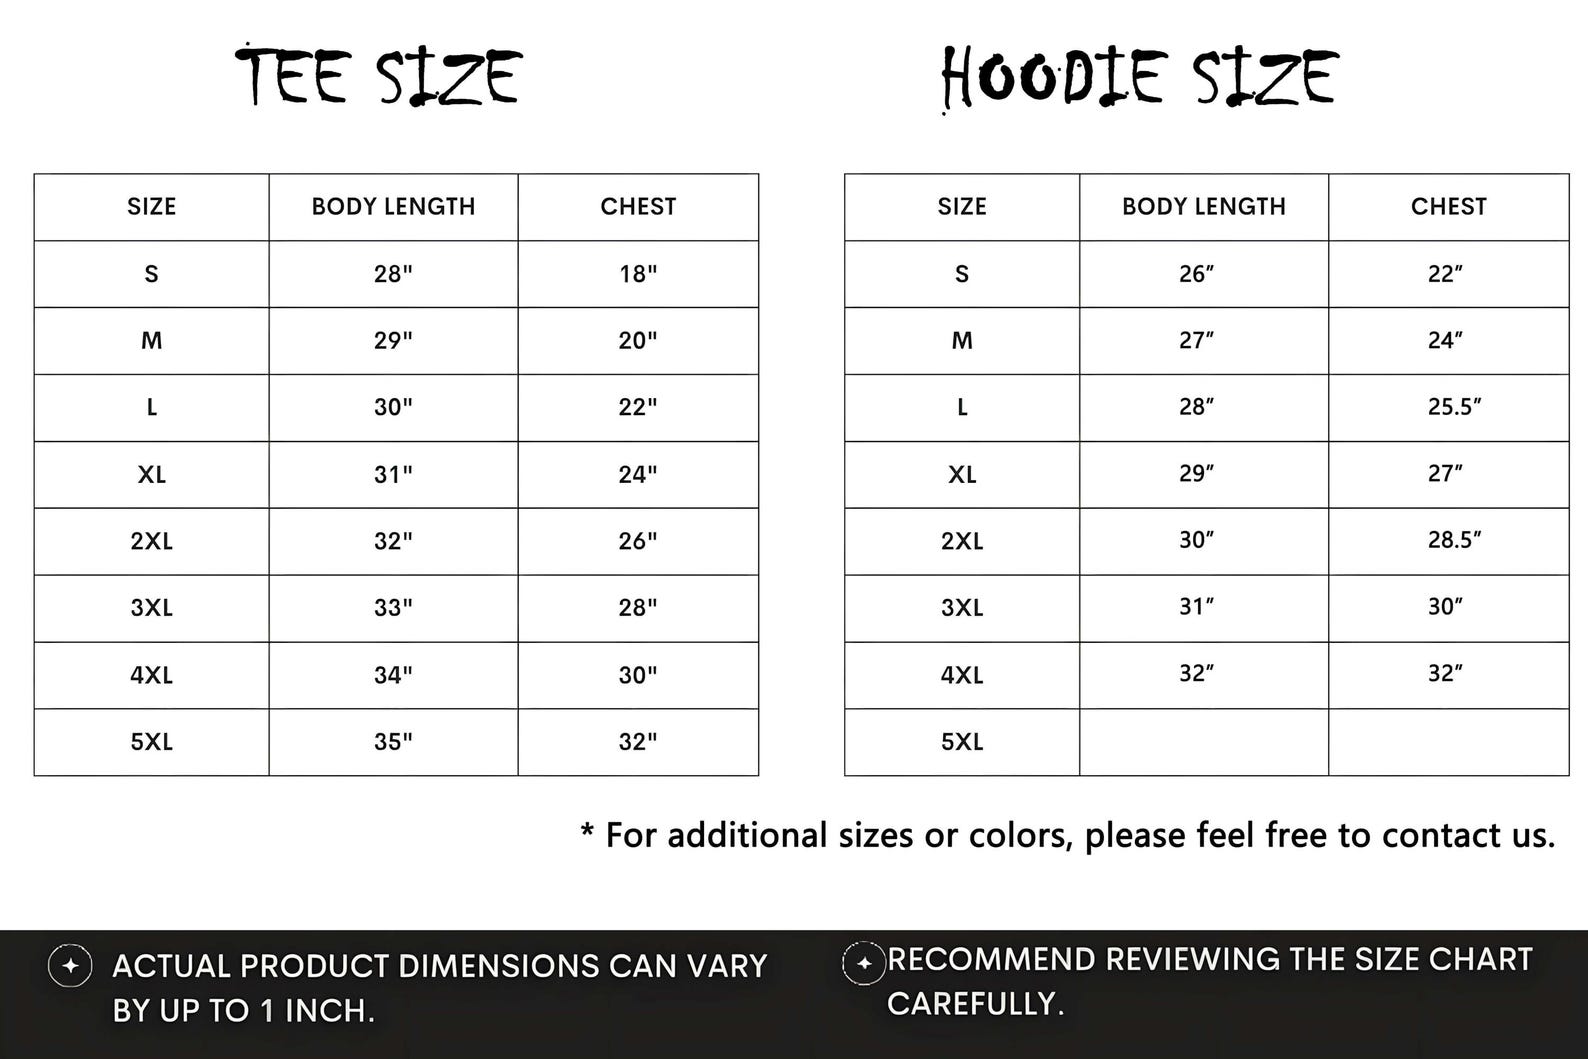 TEE SIZE
HOODIE SIZE
SIZE BODY LENGTH CHEST
S 28" 18"
M 29" 20"
L 30" 22"
XL 31" 24"
2XL 32" 26"
3XL 33" 28"
4XL 34" 30"
5XL 35" 32"
SIZE BODY LENGTH CHEST
S 26” 22”
M 27” 24”
L 28” 25.5”
XL 29” 27”
2XL 30” 28.5”
3XL 31” 30”
4XL 32” 32”
5XL
* For additional sizes or colors, please feel free to contact us.
ACTUAL PRODUCT DIMENSIONS CAN VARY
BY UP TO 1 INCH.
RECOMMEND REVIEWING THE SIZE CHART
CAREFULLY.